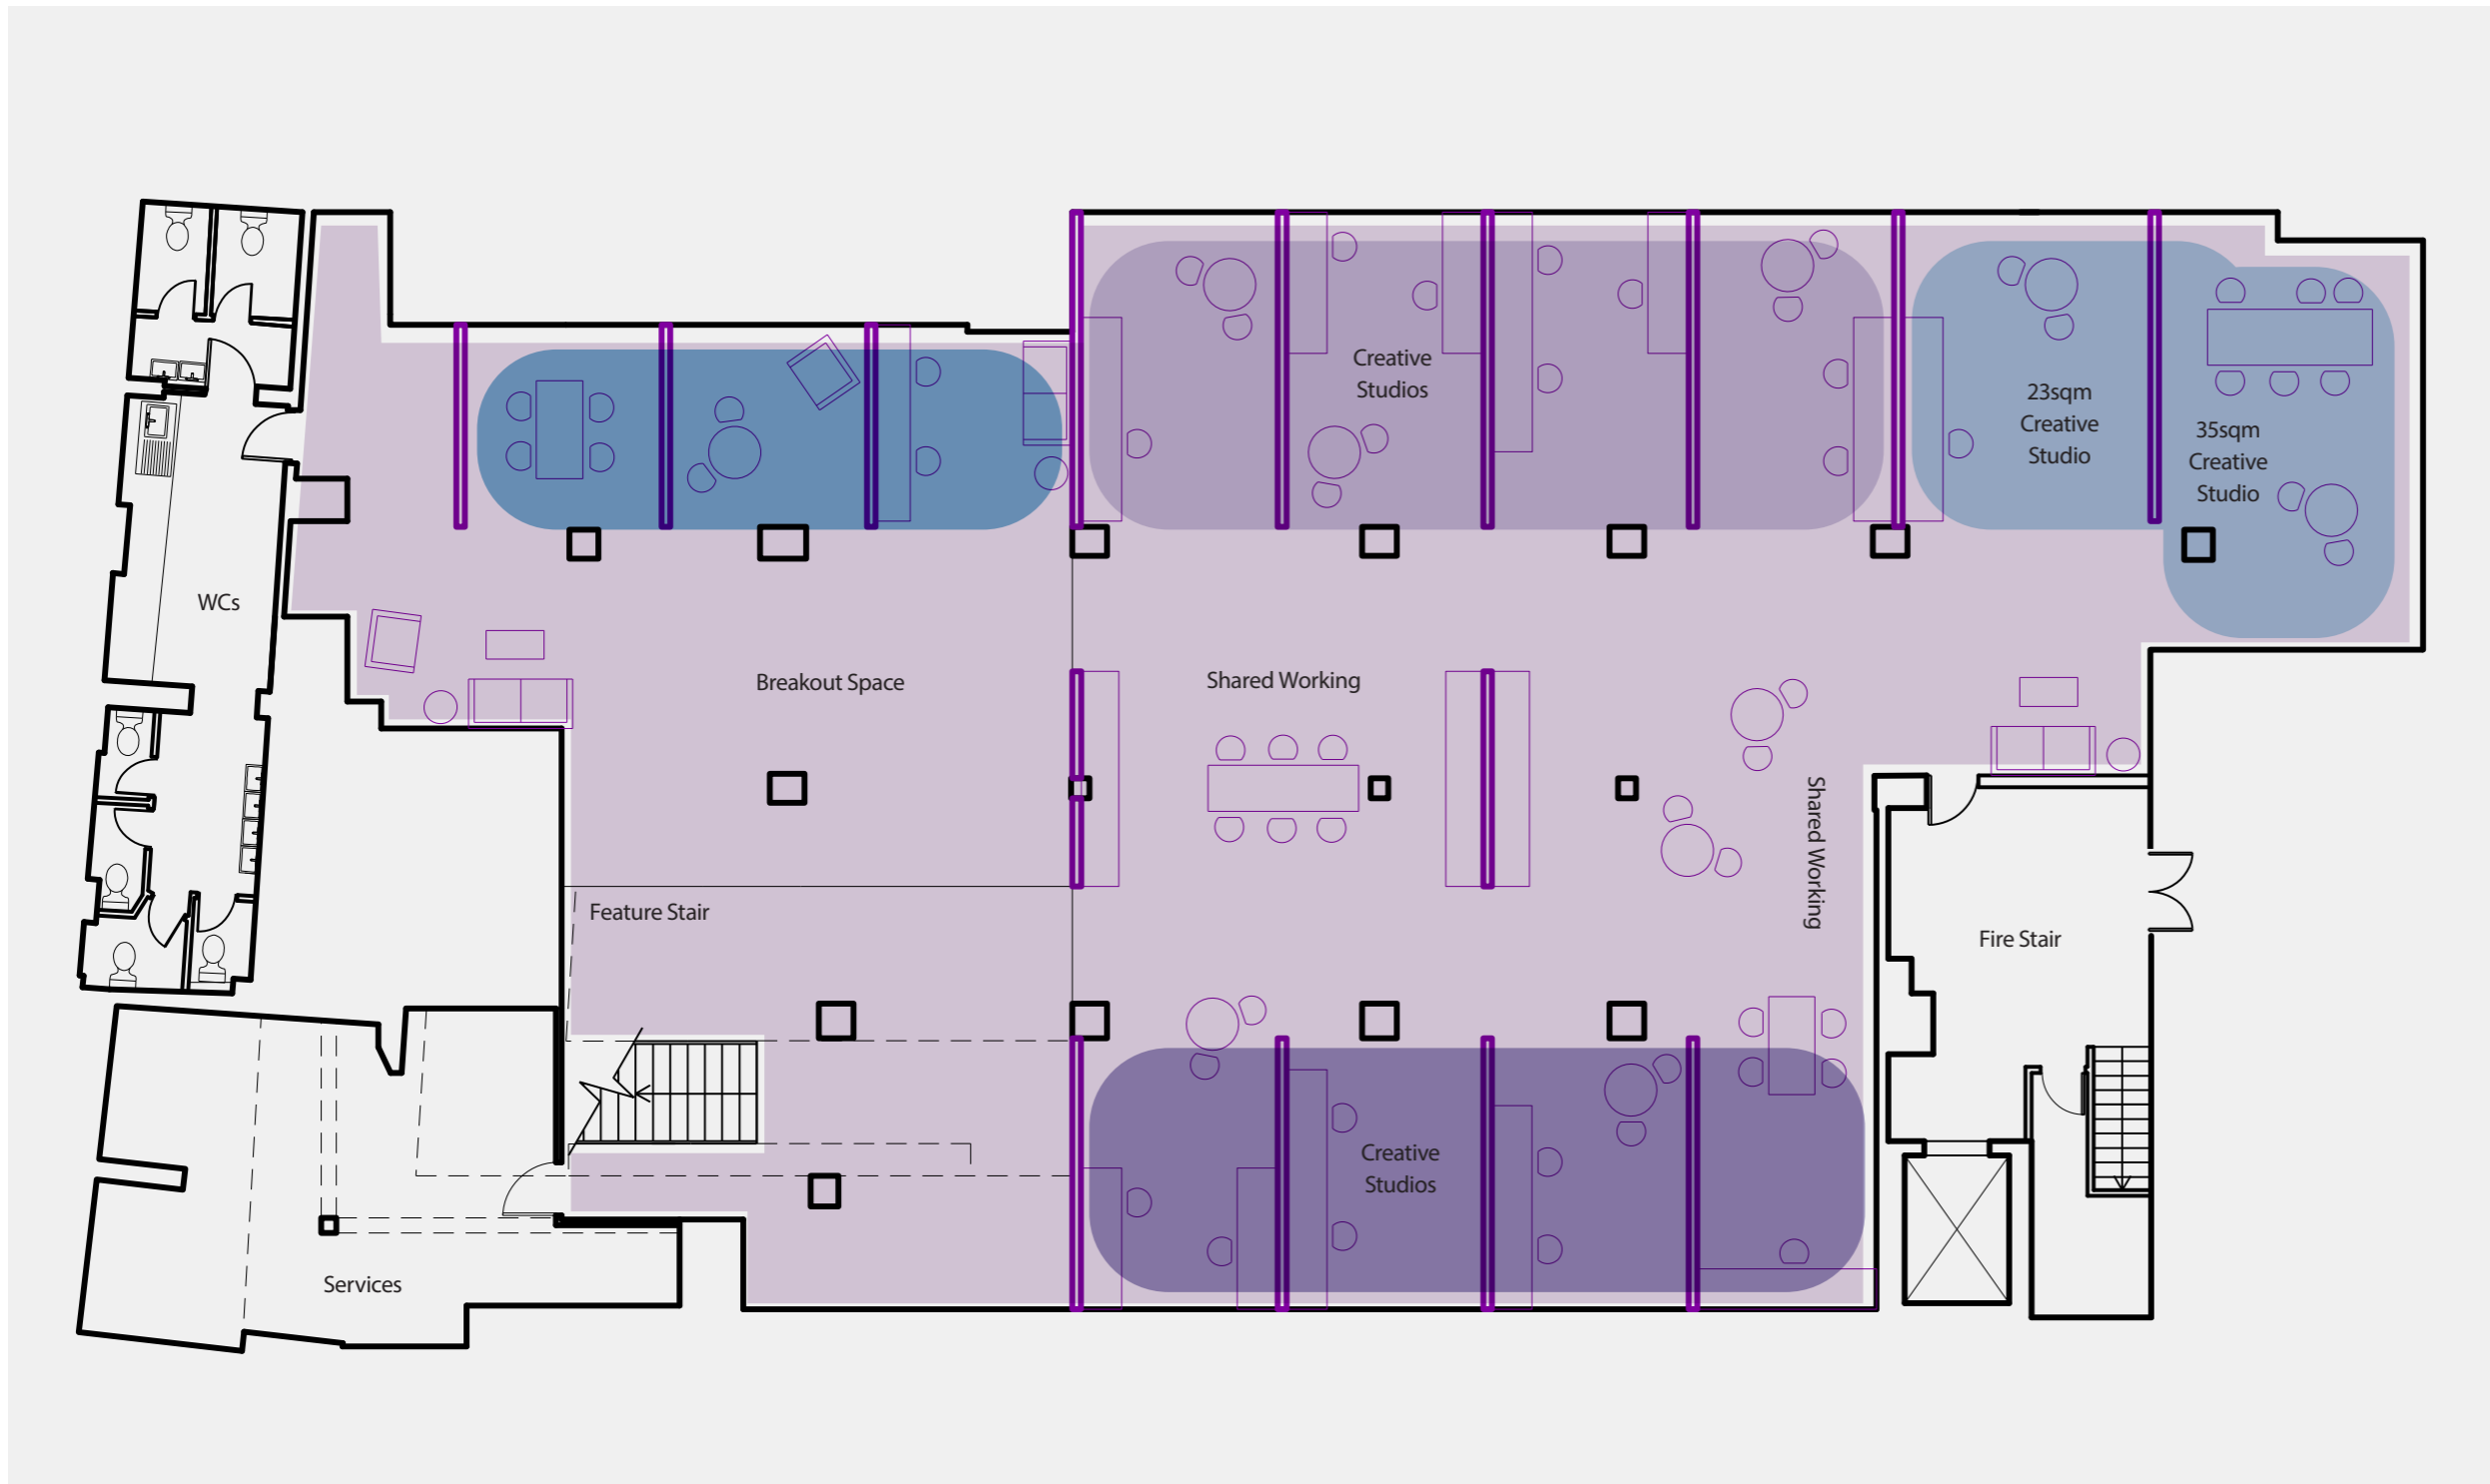 Creative
Studios
23sqm
Creative
Studio
35sqm
Creative
Studio
WCs
Breakout Space
Shared Working
Shared Working
Feature Stair
Fire Stair
Creative
Studios
Services